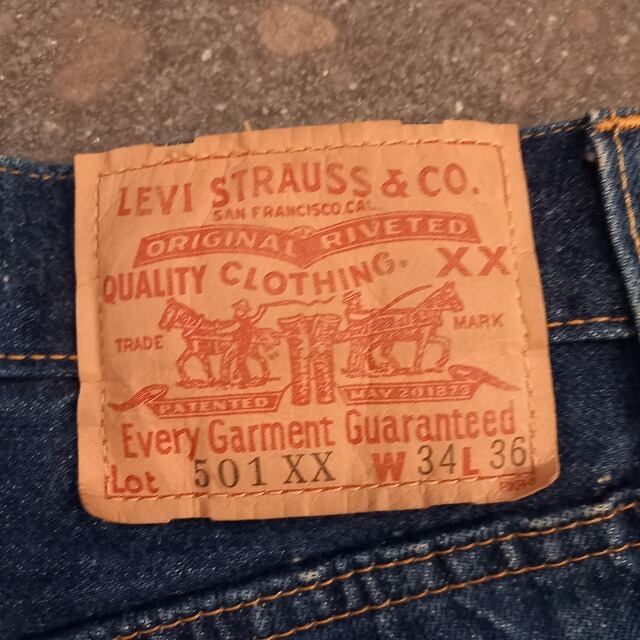 LEVI STRAUSS & CO.
SAN FRANCISCO.CAL.
ORIGINAL RIVETED
QUALITY CLOTHING. XX
TRADE MARK
PATENTED MAY 20 1873
Every Garment Guaranteed
Lot 501 XX W 34 L 36